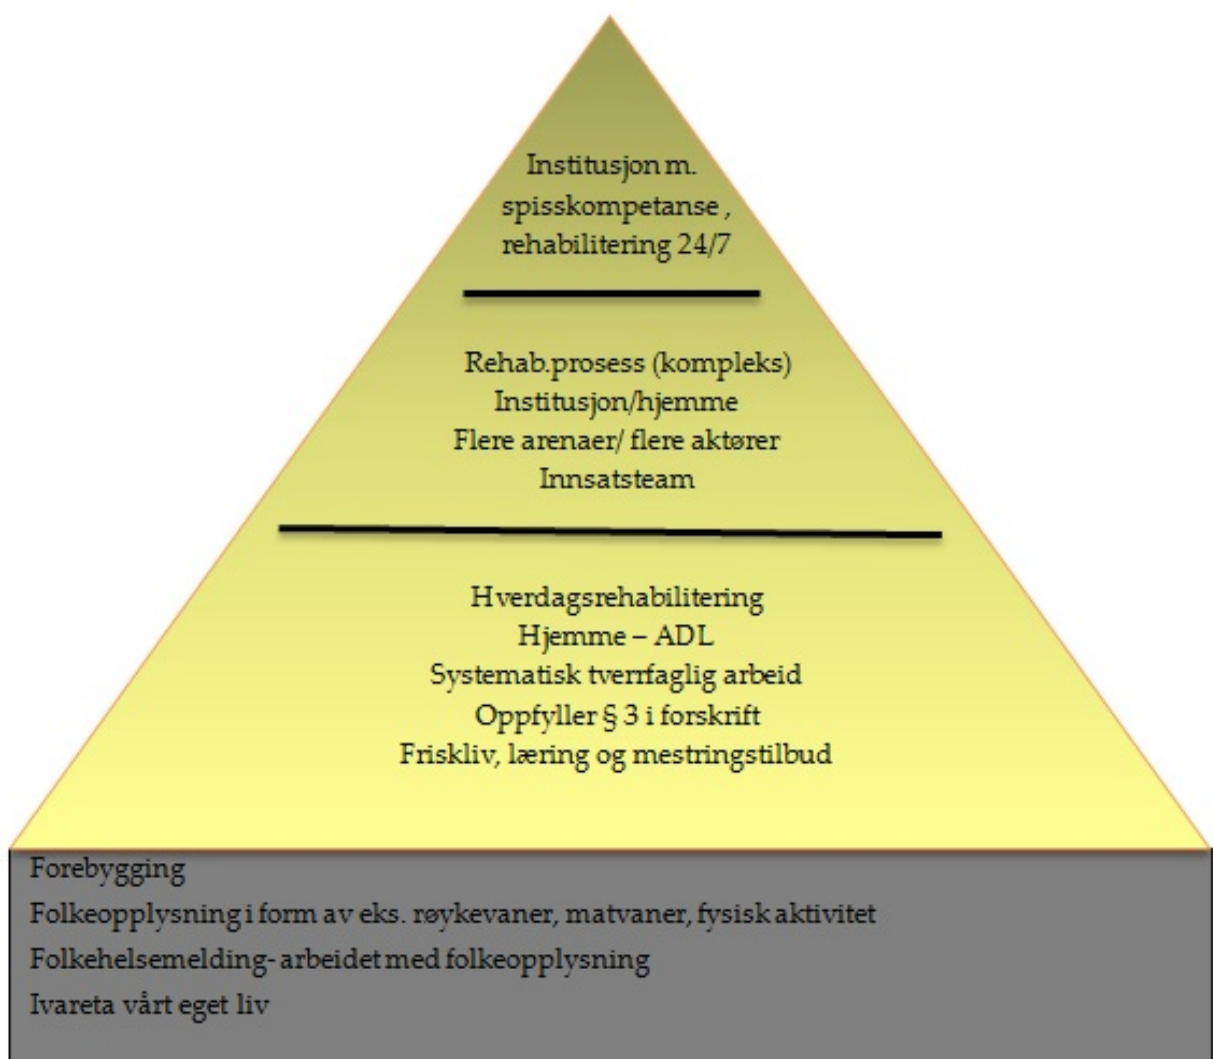 Institusjon m.
spisskompetanse ,
rehabilitering 24/7
Rehab.prosess (kompleks)
Institusjon/hjemme
Flere arenaer/ flere aktører
Innsatsteam
Hverdagsrehabilitering
Hjemme – ADL
Systematisk tverrfaglig arbeid
Oppfyller § 3 i forskrift
Friskliv, læring og mestringstilbud
Forebygging
Folkeopplysning i form av eks. røykevaner, matvaner, fysisk aktivitet
Folkehelsemelding- arbeidet med folkeopplysning
Ivareta vårt eget liv